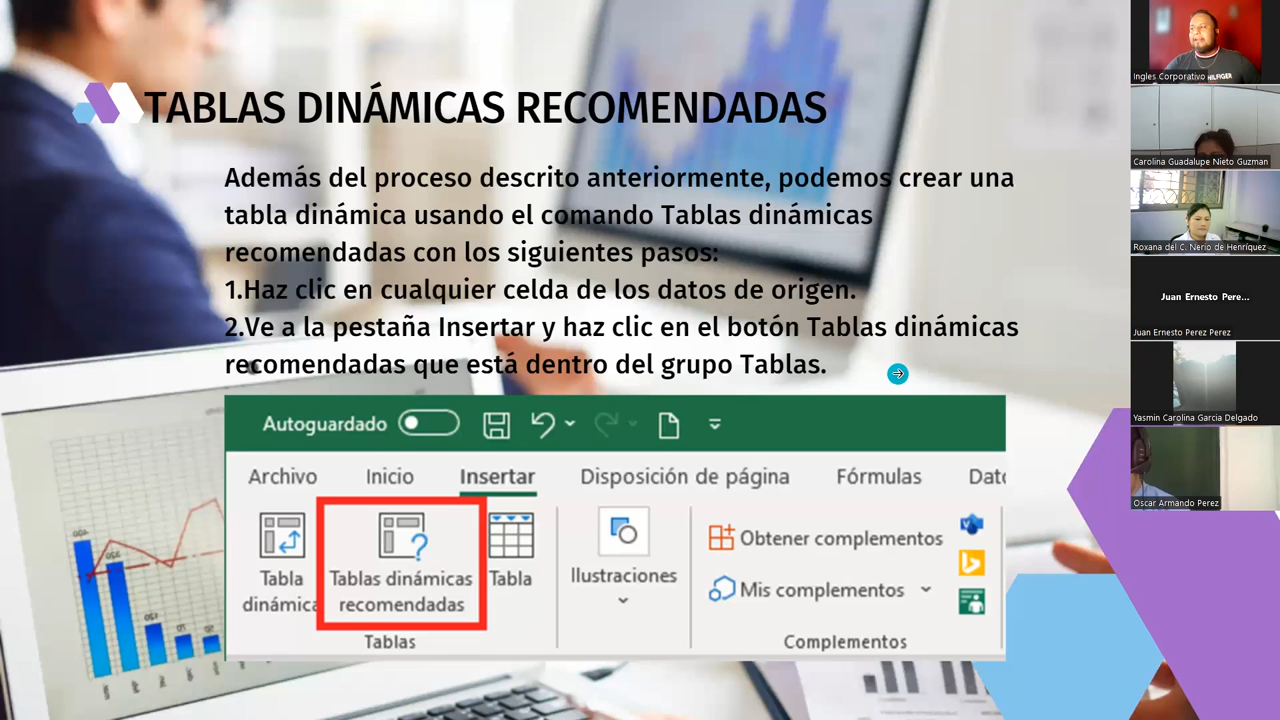 TABLAS DINÁMICAS RECOMENDADAS
Además del proceso descrito anteriormente, podemos crear una
tabla dinámica usando el comando Tablas dinámicas
recomendadas con los siguientes pasos:
1.Haz clic en cualquier celda de los datos de origen.
2.Ve a la pestaña Insertar y haz clic en el botón Tablas dinámicas
recomendadas que está dentro del grupo Tablas.
Autoguardado
Archivo Inicio Insertar Disposición de página Fórmulas Dato
Tabla
dinámica
Tablas dinámicas
recomendadas
Tabla
Tablas
Ilustraciones
Obtener complementos
Mis complementos
Complementos
Ingles Corporativo
HILFIGER
Carolina Guadalupe Nieto Guzman
Roxana del C. Nerio de Henríquez
Juan Ernesto Pere...
Juan Ernesto Perez Perez
Yasmin Carolina Garcia Delgado
Oscar Armando Perez